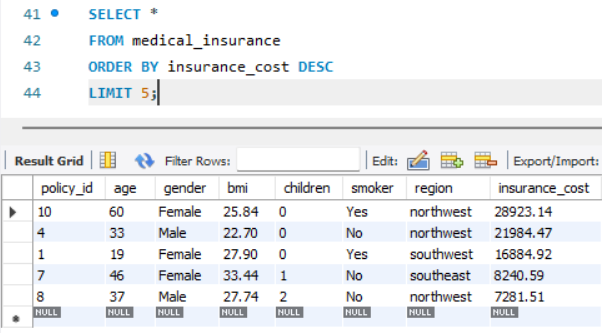 41 SELECT *
42 FROM medical_insurance
43 ORDER BY insurance_cost DESC
44 LIMIT 5;
Result Grid Filter Rows: Edit: Export/Import:
policy_id age gender bmi children smoker region insurance_cost
10 60 Female 25.84 0 Yes northwest 28923.14
4 33 Male 22.70 0 No northwest 21984.47
1 19 Female 27.90 0 Yes southwest 16884.92
7 46 Female 33.44 1 No southeast 8240.59
8 37 Male 27.74 2 No northwest 7281.51
NULL NULL NULL NULL NULL NULL NULL NULL